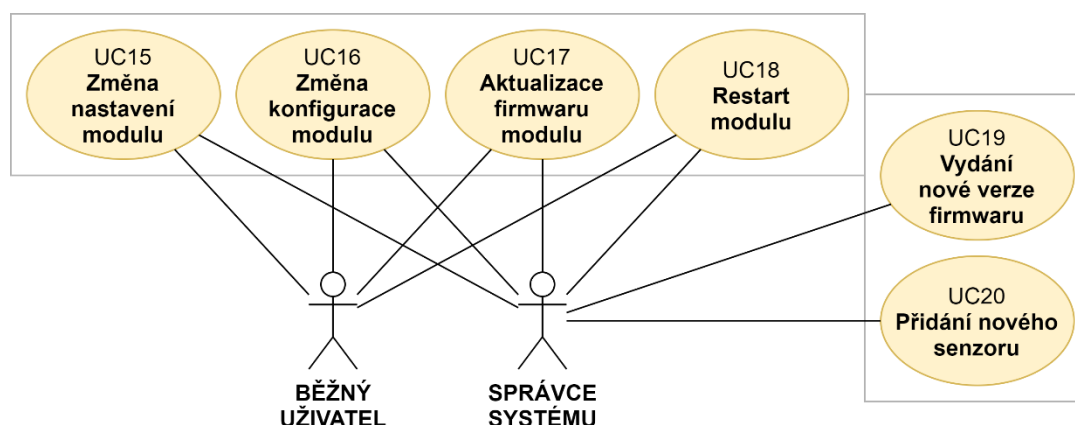 UC15
Změna
nastavení
modulu
UC16
Změna
konfigurace
modulu
UC17
Aktualizace
firmwaru
modulu
UC18
Restart
modulu
UC19
Vydání
nové verze
firmwaru
UC20
Přidání nového
senzoru
BĚŽNÝ
UŽIVATEL
SPRÁVCE
SYSTÉMU